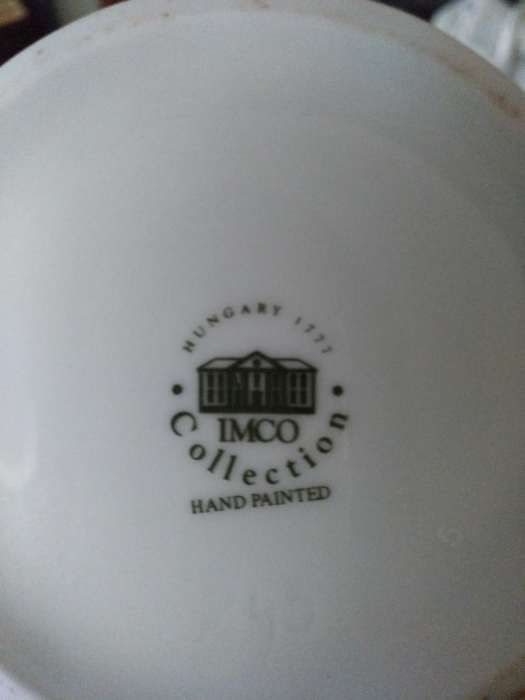 HUNGARY 1777
IMCO
Collection
HAND PAINTED